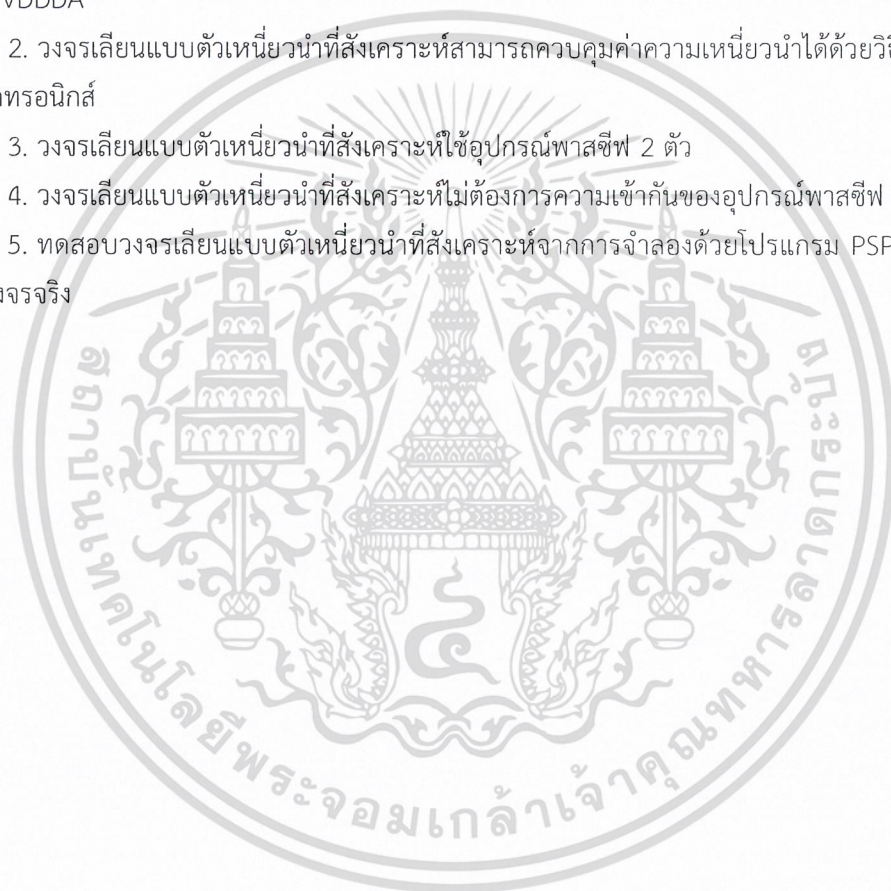 VDDDA
2. วงจรเลียนแบบตัวเหนี่ยวนำที่สังเคราะห์สามารถควบคุมค่าความเหนี่ยวนำได้ด้วยวิธี
ทรอนิกส์
3. วงจรเลียนแบบตัวเหนี่ยวนำที่สังเคราะห์ใช้อุปกรณ์พาสซีฟ 2 ตัว
4. วงจรเลียนแบบตัวเหนี่ยวนำที่สังเคราะห์ไม่ต้องการความเข้ากันของอุปกรณ์พาสซีฟ
5. ทดสอบวงจรเลียนแบบตัวเหนี่ยวนำที่สังเคราะห์จากการจำลองด้วยโปรแกรม PSP
งจรจริง
สถาบันเทคโนโลยีพระจอมเกล้าเจ้าคุณทหารลาดกระบัง